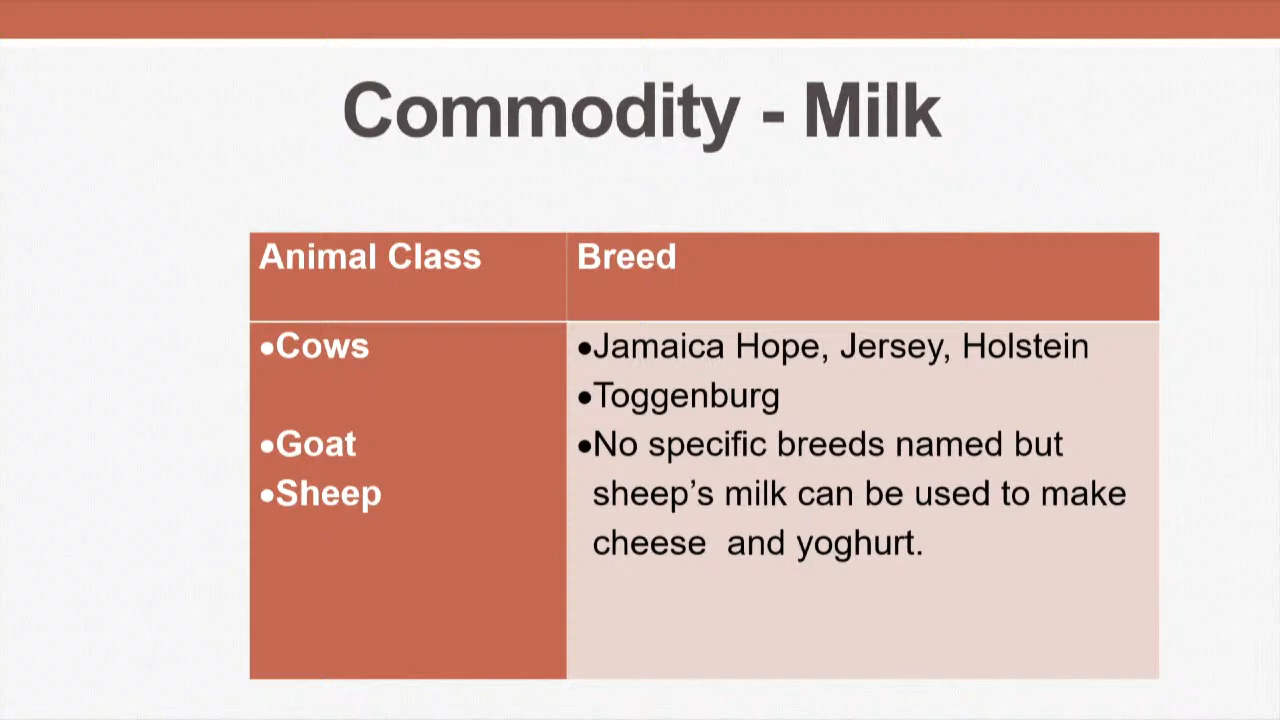 Commodity - Milk
Animal Class
Breed
•Cows
•Goat
•Sheep
•Jamaica Hope, Jersey, Holstein
•Toggenburg
•No specific breeds named but
sheep’s milk can be used to make
cheese  and yoghurt.